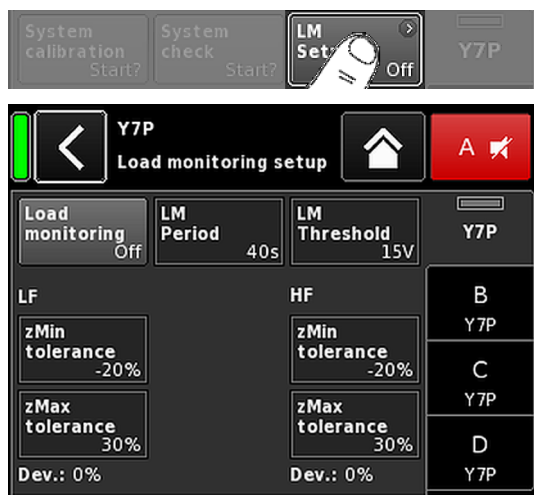 System
calibration
Start?
System
check
Start?
LM
Off
Y7P
Y7P
Load monitoring setup
A
Load
monitoring
Off
LM
Period
40s
LM
Threshold
15V
Y7P
LF
HF
B
Y7P
zMin
tolerance
-20%
zMin
tolerance
-20%
C
Y7P
zMax
tolerance
30%
zMax
tolerance
30%
D
Y7P
Dev.: 0%
Dev.: 0%